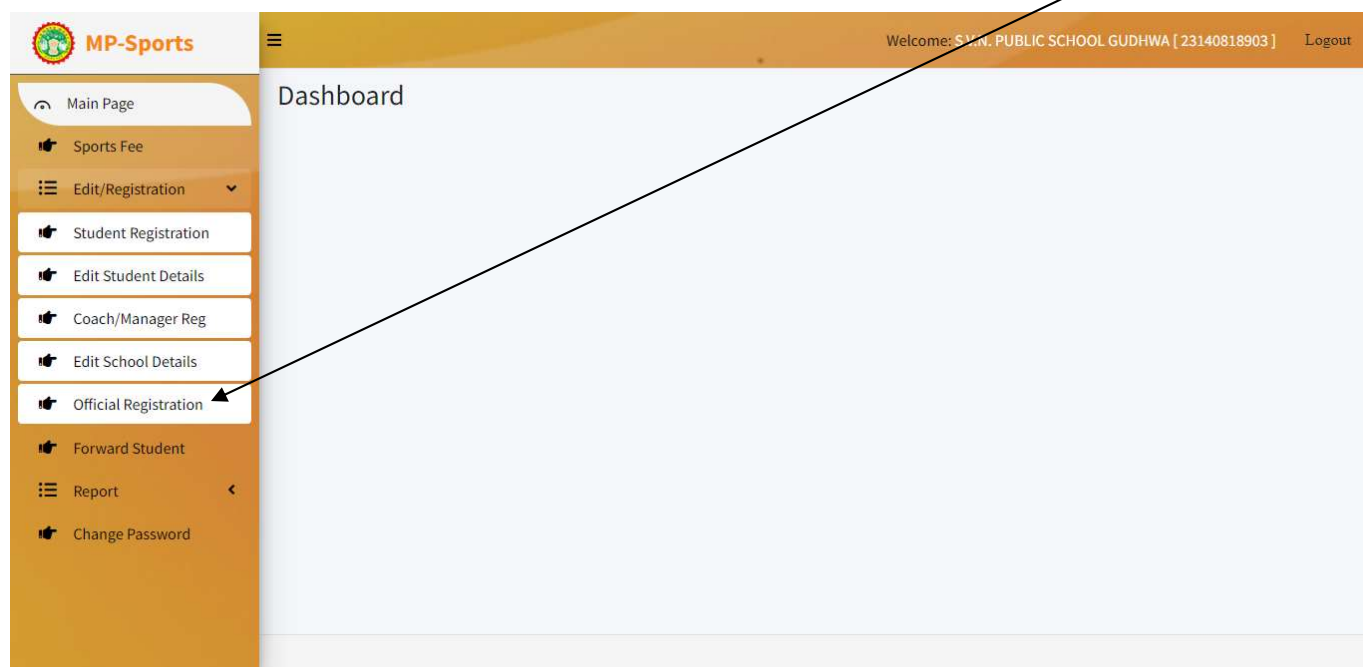 MP-Sports
Welcome: S.V.N. PUBLIC SCHOOL GUDHWA [ 23140818903 ] Logout
Main Page
Dashboard
Sports Fee
Edit/Registration
Student Registration
Edit Student Details
Coach/Manager Reg
Edit School Details
Official Registration
Forward Student
Report
Change Password